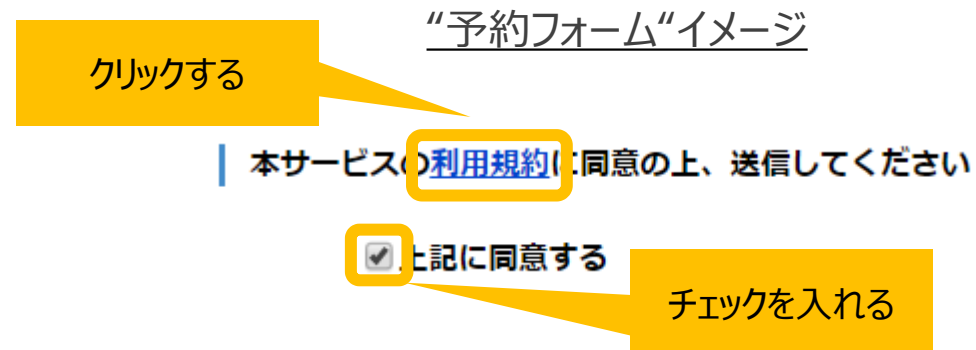 “予約フォーム“イメージ
クリックする
本サービスの利用規約に同意の上、送信してください
上記に同意する
チェックを入れる